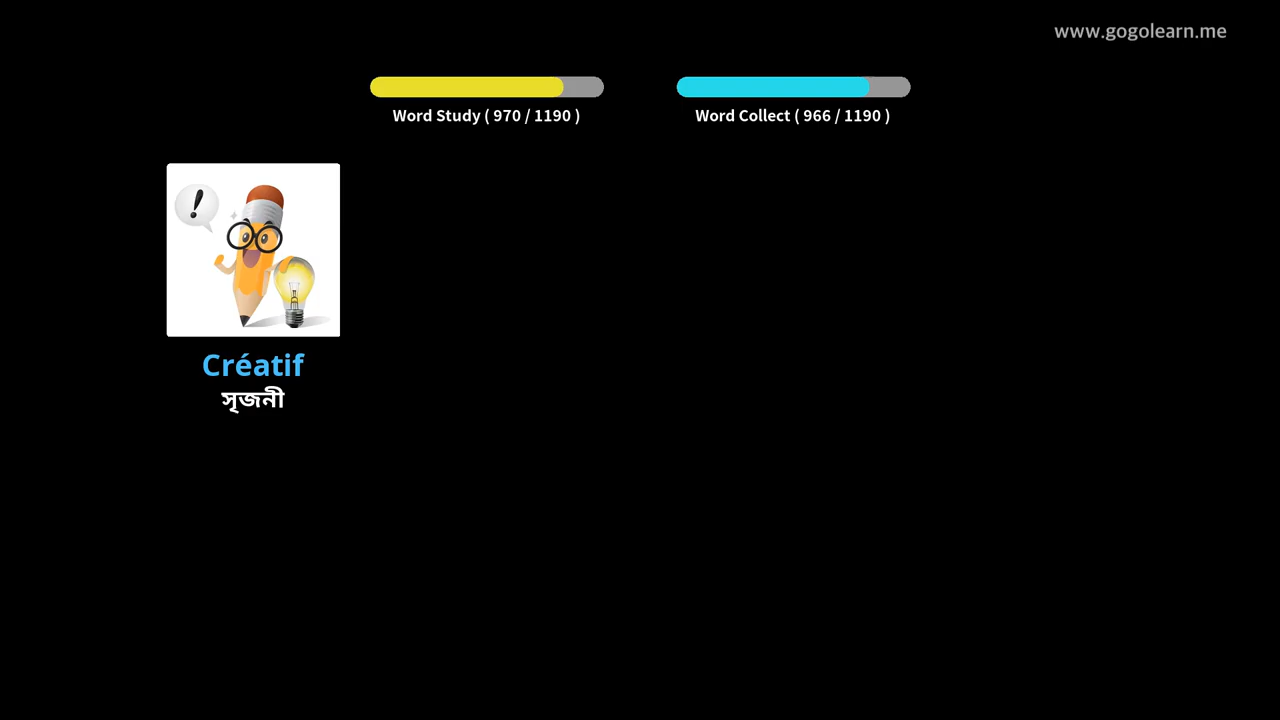 www.gogolearn.me
Word Study ( 970 / 1190 )
Word Collect ( 966 / 1190 )
!
Créatif
সৃজনী